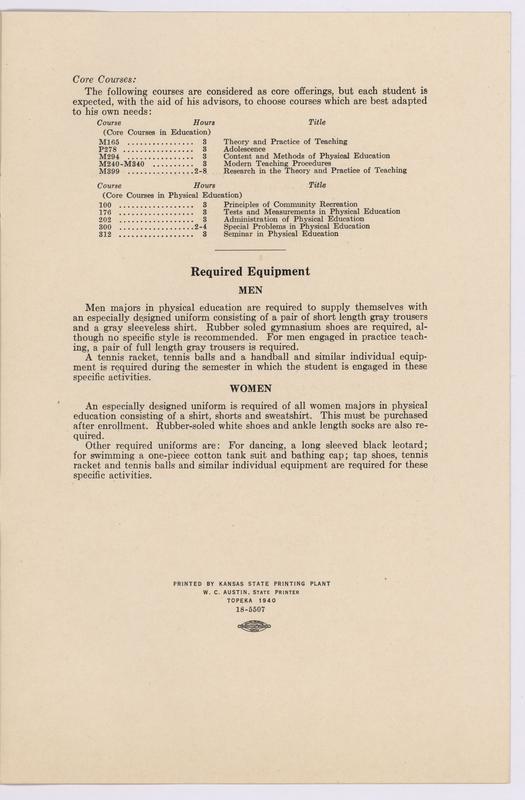 Core Courses:
The following courses are considered as core offerings, but each student is
expected, with the aid of his advisors, to choose courses which are best adapted
to his own needs:
Course Hours Title
(Core Courses in Education)
M165 ................ 3 Theory and Practice of Teaching
P278 ................. 3 Adolescence
M294 ................ 3 Content and Methods of Physical Education
M240-M340 ............ 3 Modern Teaching Procedures
M399 ................2-8 Research in the Theory and Practice of Teaching
Course Hours Title
(Core Courses in Physical Education)
100 .................. 3 Principles of Community Recreation
176 .................. 3 Tests and Measurements in Physical Education
202 .................. 3 Administration of Physical Education
300 ..................2-4 Special Problems in Physical Education
312 .................. 3 Seminar in Physical Education
Required Equipment
MEN
Men majors in physical education are required to supply themselves with
an especially designed uniform consisting of a pair of short length gray trousers
and a gray sleeveless shirt. Rubber soled gymnasium shoes are required, al-
though no specific style is recommended. For men engaged in practice teach-
ing, a pair of full length gray trousers is required.
A tennis racket, tennis balls and a handball and similar individual equip-
ment is required during the semester in which the student is engaged in these
specific activities.
WOMEN
An especially designed uniform is required of all women majors in physical
education consisting of a shirt, shorts and sweatshirt. This must be purchased
after enrollment. Rubber-soled white shoes and ankle length socks are also re-
quired.
Other required uniforms are: For dancing, a long sleeved black leotard;
for swimming a one-piece cotton tank suit and bathing cap; tap shoes, tennis
racket and tennis balls and similar individual equipment are required for these
specific activities.
PRINTED BY KANSAS STATE PRINTING PLANT
W. C. AUSTIN, STATE PRINTER
TOPEKA 1940
18-5507